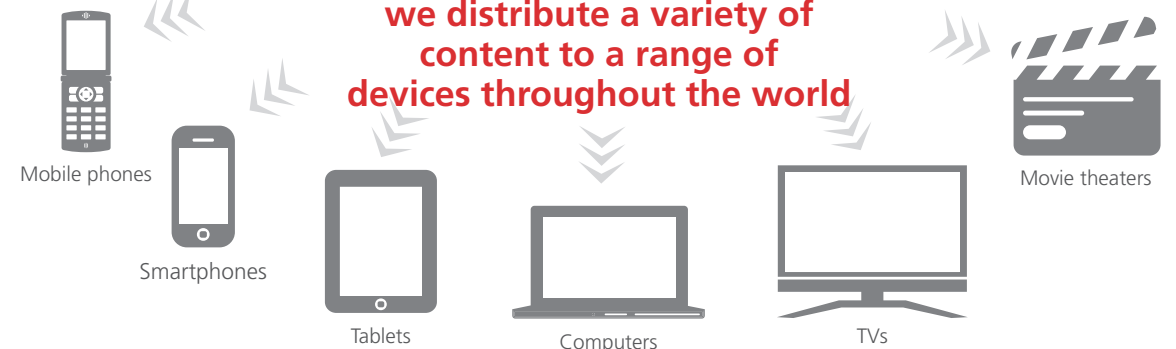 we distribute a variety of
content to a range of
devices throughout the world
Mobile phones
Movie theaters
Smartphones
Tablets
Computers
TVs